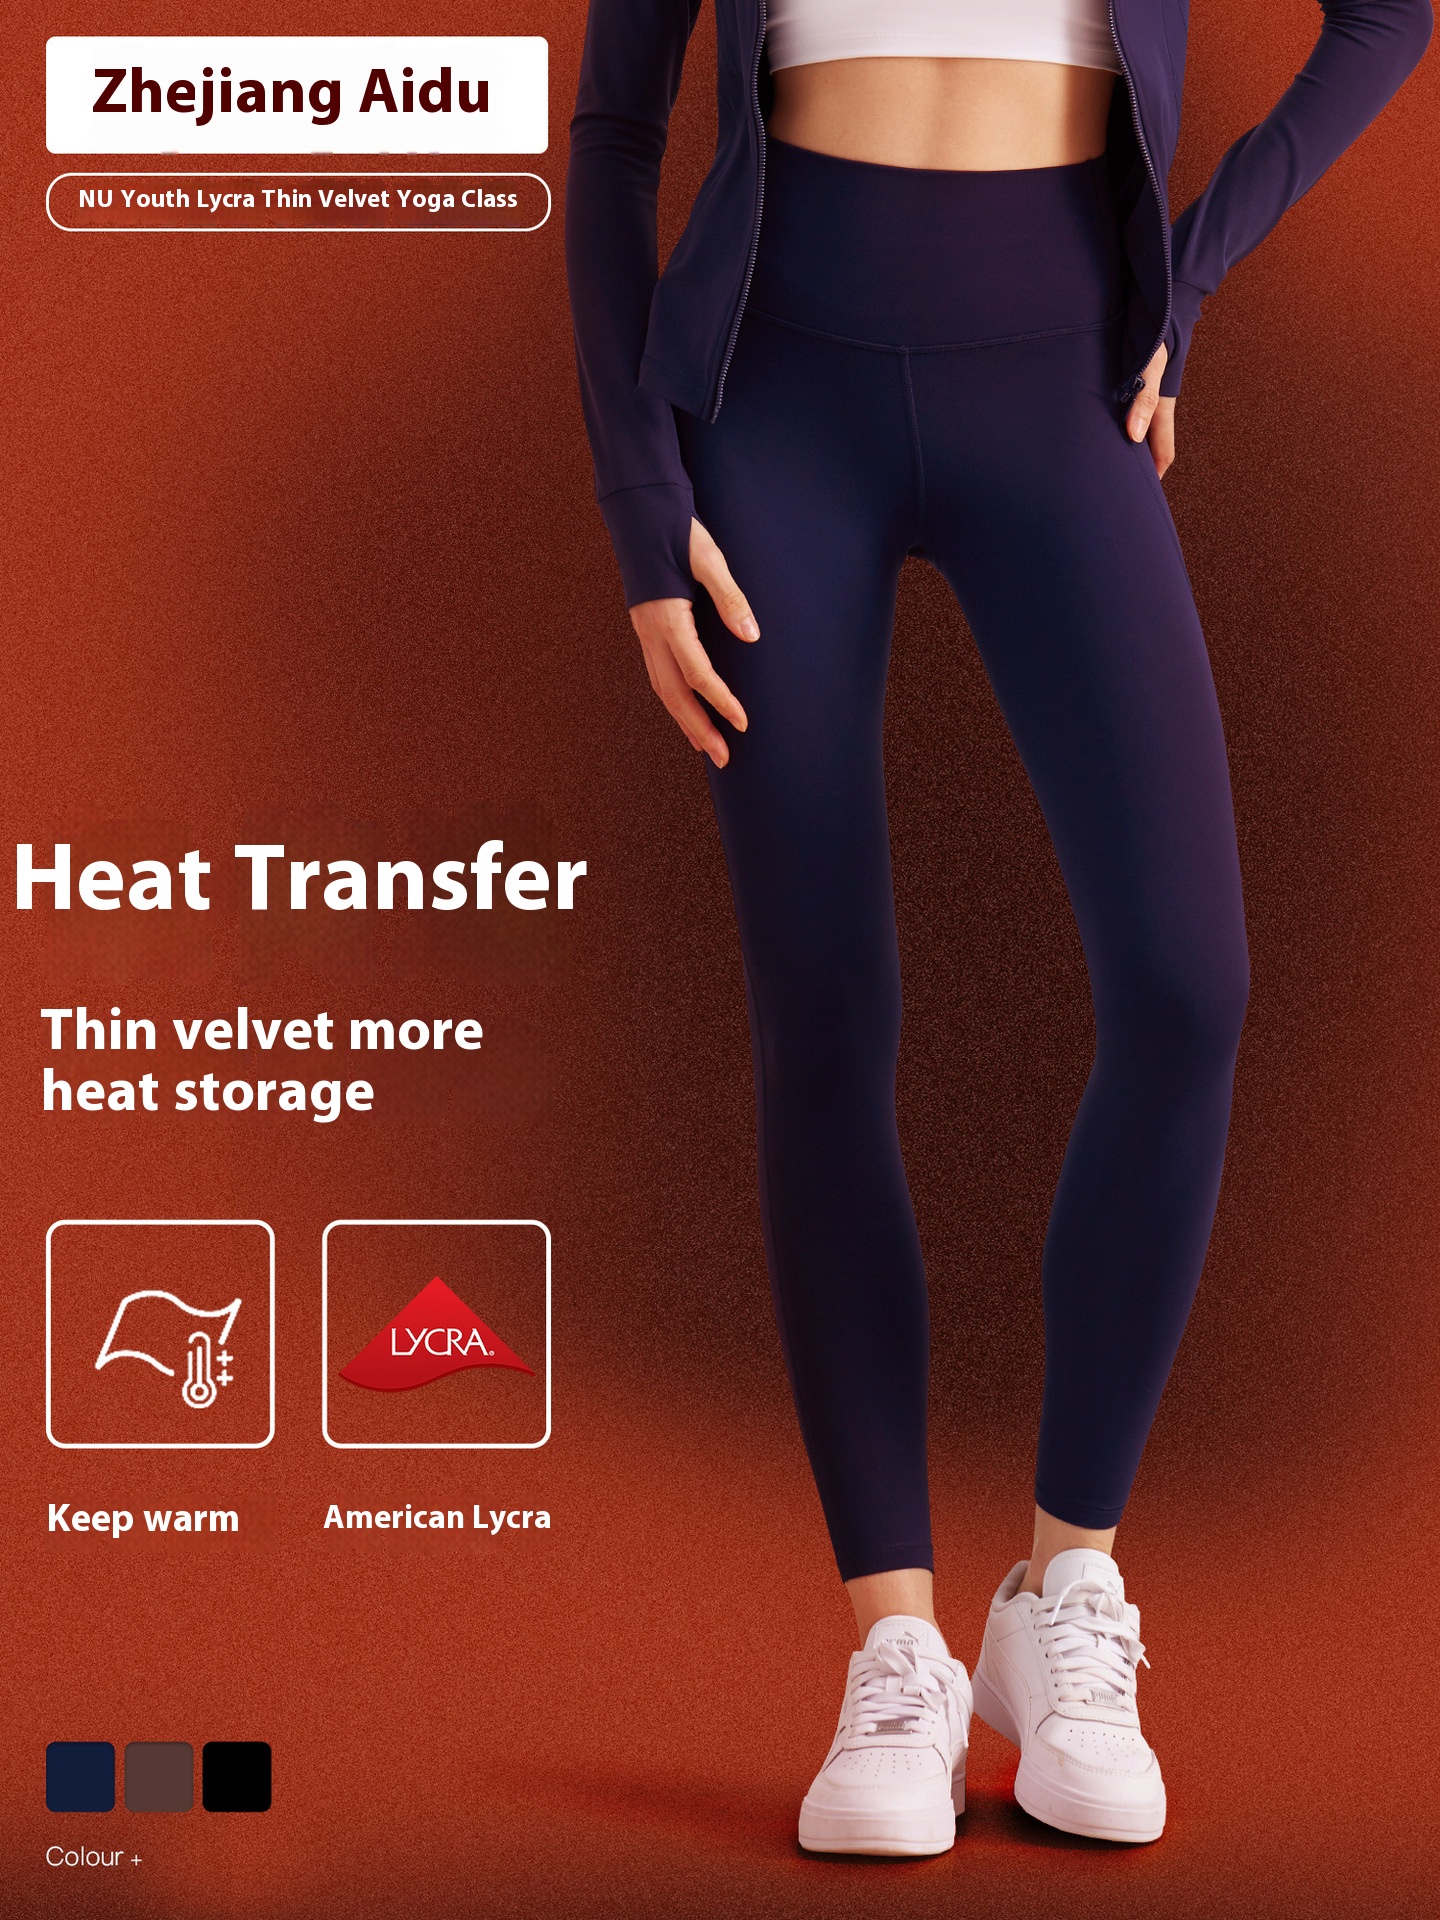 Zhejiang Aidu
NU Youth Lycra Thin Velvet Yoga Class
Heat Transfer
Thin velvet more
heat storage
LYCRA®
Keep warm
American Lycra
Colour +